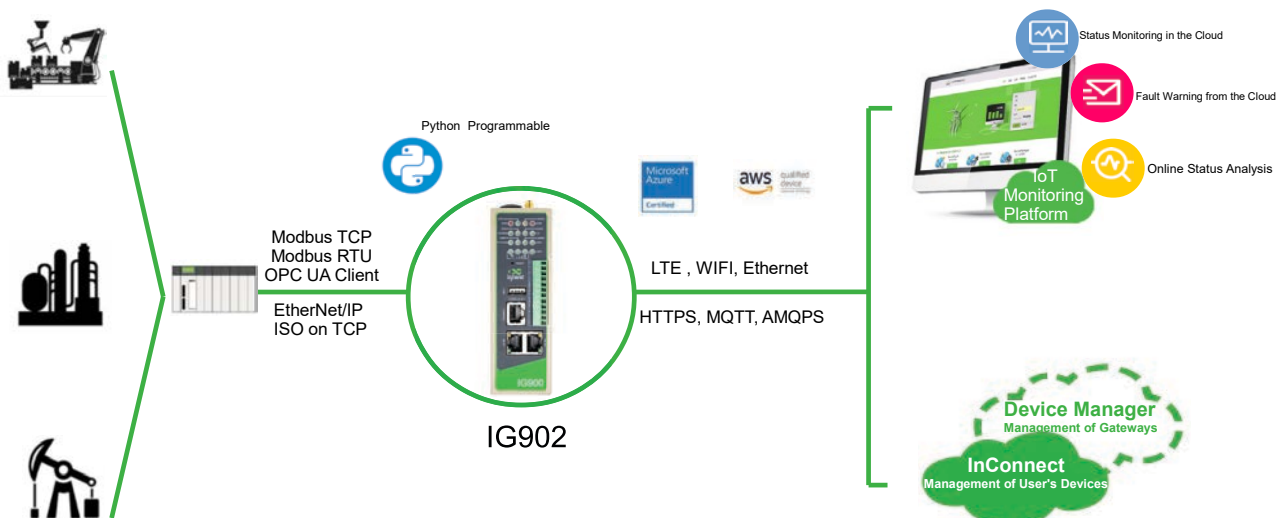 Status Monitoring in the Cloud
Fault Warning from the Cloud
Python Programmable
Microsoft
Azure
Certified
aws
qualified
device
Online Status Analysis
IoT
Monitoring
Platform
Modbus TCP
Modbus RTU
OPC UA Client
EtherNet/IP
ISO on TCP
LTE , WIFI, Ethernet
HTTPS, MQTT, AMQPS
IG900
IG902
Device Manager
Management of Gateways
InConnect
Management of User's Devices